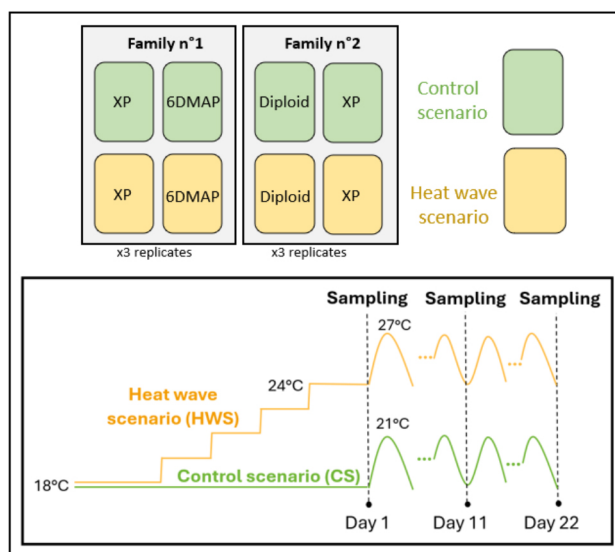 Family n°1
Family n°2
XP
6DMAP
Diploid
XP
Control
scenario
XP
6DMAP
Diploid
XP
Heat wave
scenario
x3 replicates
x3 replicates
Sampling
Sampling
Sampling
27°C
24°C
Heat wave
scenario (HWS)
21°C
Control scenario (CS)
18°C
Day 1
Day 11
Day 22